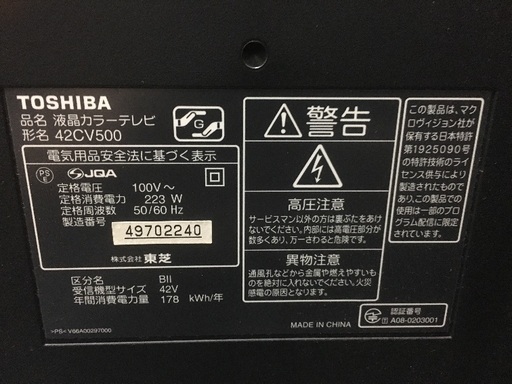 TOSHIBA
品名 液晶カラーテレビ
形名 42CV500
G
電気用品安全法に基づく表示
PS
E
JQA
定格電圧 100V～
定格消費電力 223 W
定格周波数 50/60 Hz
製造番号
49702240
株式会社 東芝
区分名 BII
受信機型サイズ 42V
年間消費電力量 178 kWh/年
>PS< V66A00297000
警告
高圧注意
サービスマン以外の方は裏ぶたをあけ
ないでください。内部には高電圧部分が
数多くあり、万一さわると危険です。
異物注意
通風孔などから金属や燃えやすいもの
を絶対に入れないでください。火災
感電の原因となります。
MADE IN CHINA
この製品は、マク
ロヴィジョン社が
保有する日本特許
第1925090号
の特許技術のライ
センス供与により
製造されたもので
あり、この製品での
使用には一部のプロ
グラム配信に限定
されています。
認証番号
T A08-0203001